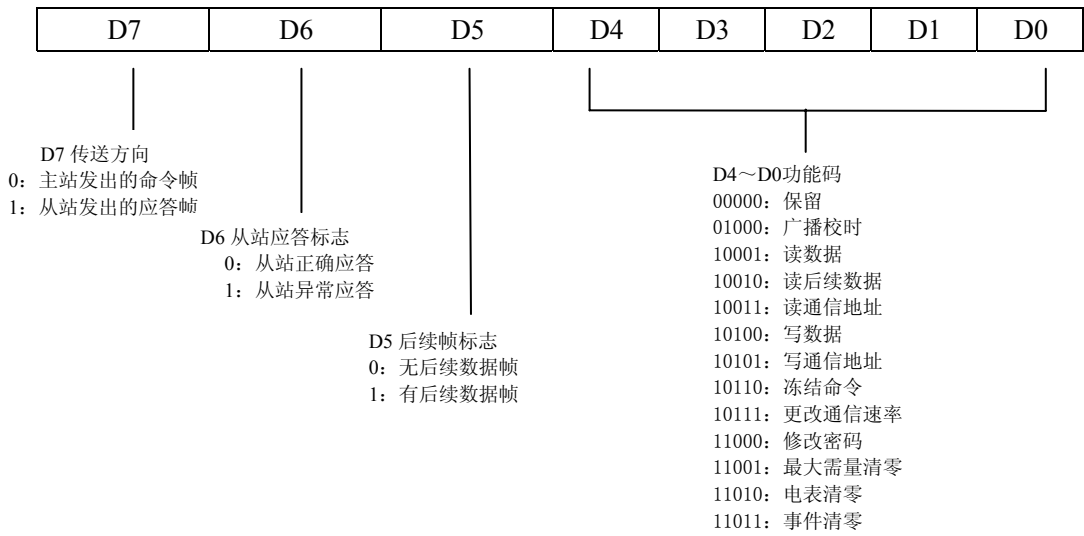 D7 D6 D5 D4 D3 D2 D1 D0
D7 传送方向
0：主站发出的命令帧
1：从站发出的应答帧
D6 从站应答标志
0：从站正确应答
1：从站异常应答
D5 后续帧标志
0：无后续数据帧
1：有后续数据帧
D4～D0功能码
00000：保留
01000：广播校时
10001：读数据
10010：读后续数据
10011：读通信地址
10100：写数据
10101：写通信地址
10110：冻结命令
10111：更改通信速率
11000：修改密码
11001：最大需量清零
11010：电表清零
11011：事件清零